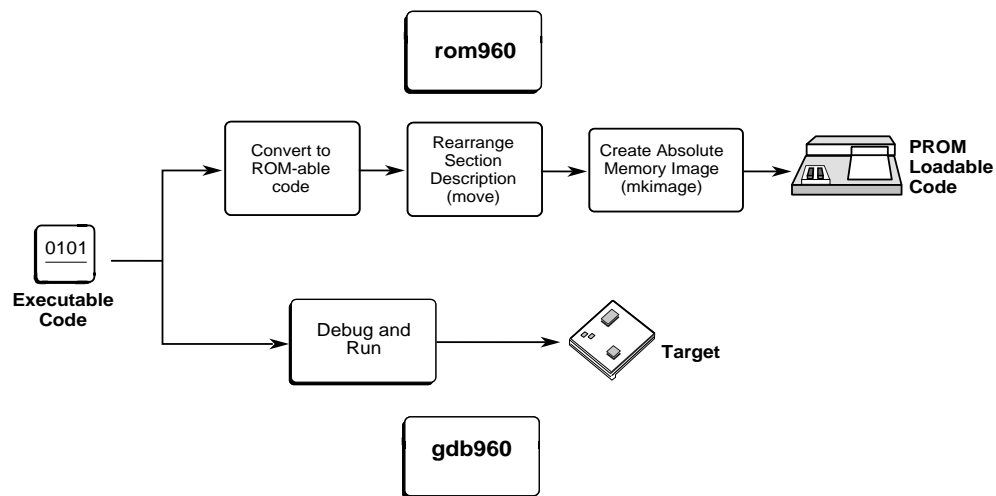 rom960
Convert to
ROM-able
code
Rearrange
Section
Description
(move)
Create Absolute
Memory Image
(mkimage)
PROM
Loadable
Code
0101
Executable
Code
Debug and
Run
Target
gdb960